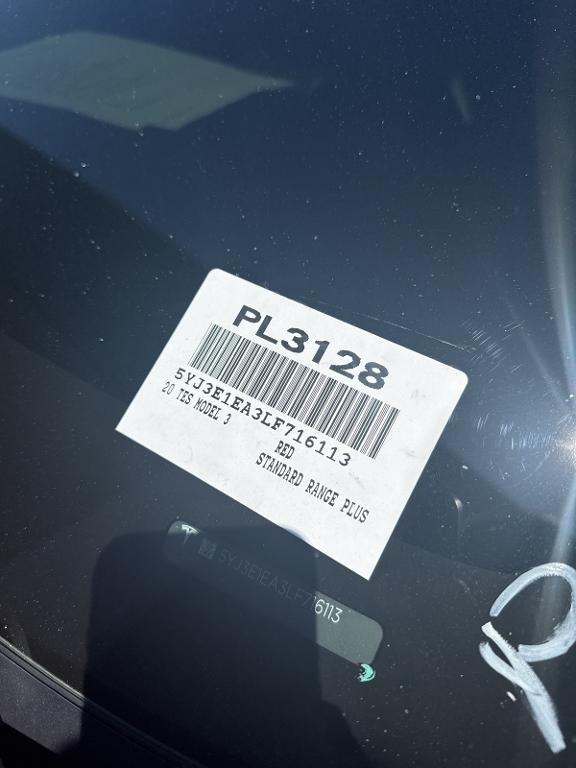 PL3128
5YJ3E1EA3LF716113
20 TES MODEL 3
RED
STANDARD RANGE PLUS
5YJ3E1EA3LF716113